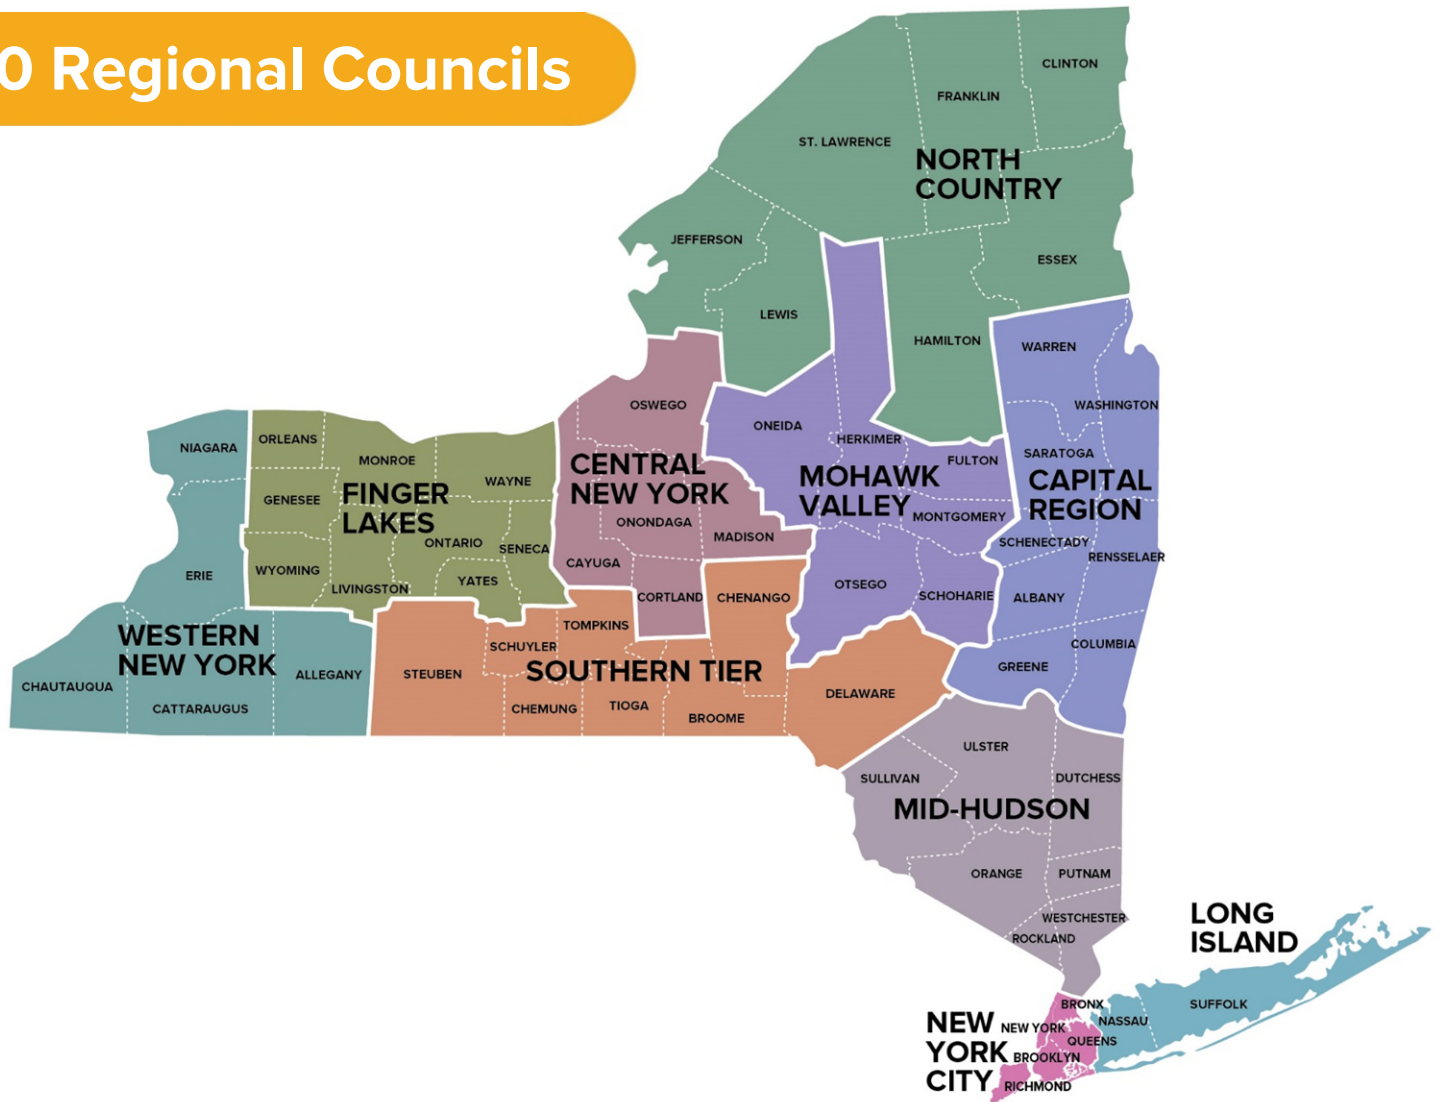 0 Regional Councils
CLINTON
FRANKLIN
ST. LAWRENCE
NORTH
COUNTRY
JEFFERSON
ESSEX
LEWIS
HAMILTON
WARREN
OSWEGO
WASHINGTON
ONEIDA
HERKIMER
NIAGARA
ORLEANS
MONROE
FULTON
SARATOGA
CENTRAL
NEW YORK
MOHAWK
VALLEY
CAPITAL
REGION
WAYNE
FINGER
LAKES
GENESEE
ONONDAGA
MONTGOMERY
MADISON
SCHENECTADY
ONTARIO
SENECA
RENSSELAER
CAYUGA
WYOMING
ERIE
YATES
LIVINGSTON
OTSEGO
SCHOHARIE
ALBANY
CORTLAND
CHENANGO
TOMPKINS
WESTERN
NEW YORK
SCHUYLER
COLUMBIA
GREENE
SOUTHERN TIER
ALLEGANY
STEUBEN
CHAUTAUQUA
DELAWARE
CATTARAUGUS
CHEMUNG
TIOGA
BROOME
ULSTER
SULLIVAN
DUTCHESS
MID-HUDSON
ORANGE
PUTNAM
WESTCHESTER
ROCKLAND
LONG
ISLAND
BRONX
SUFFOLK
NASSAU
NEW
YORK
CITY
NEW YORK
QUEENS
BROOKLYN
RICHMOND